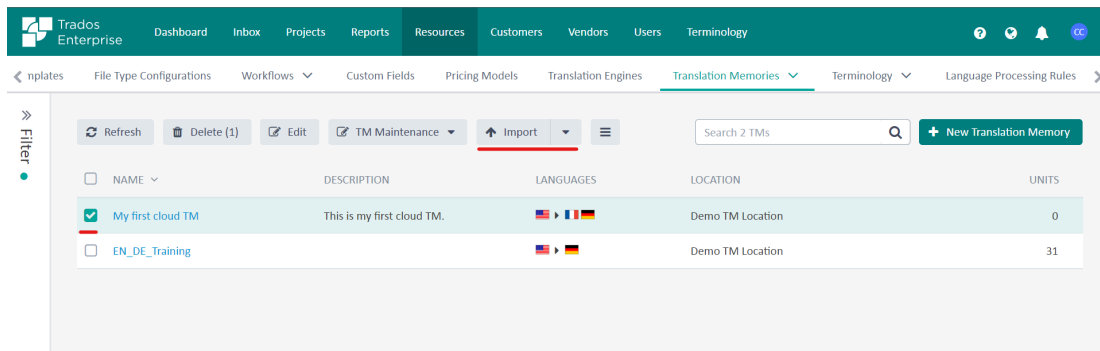 Trados
Enterprise
Dashboard Inbox Projects Reports Resources Customers Vendors Users Terminology CC
nplates File Type Configurations Workflows Custom Fields Pricing Models Translation Engines Translation Memories Terminology Language Processing Rules
Filter
Refresh Delete (1) Edit TM Maintenance Import Search 2 TMs New Translation Memory
NAME DESCRIPTION LANGUAGES LOCATION UNITS
My first cloud TM This is my first cloud TM. Demo TM Location 0
EN_DE_Training Demo TM Location 31